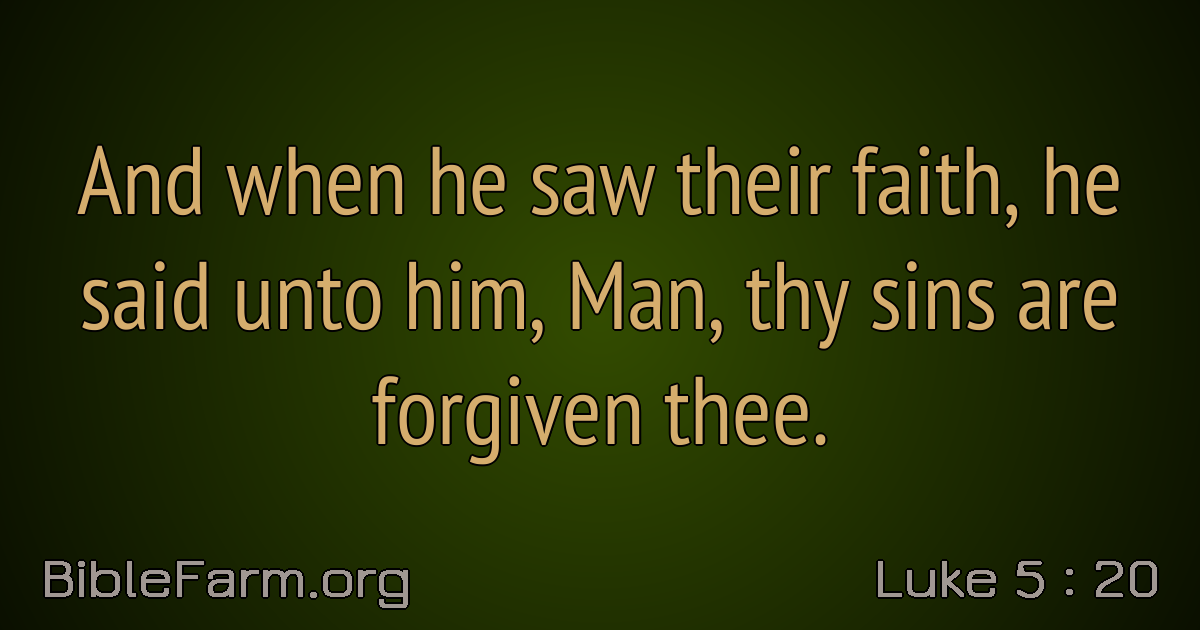 And when he saw their faith, he
said unto him, Man, thy sins are
forgiven thee.
BibleFarm.org
Luke 5 : 20